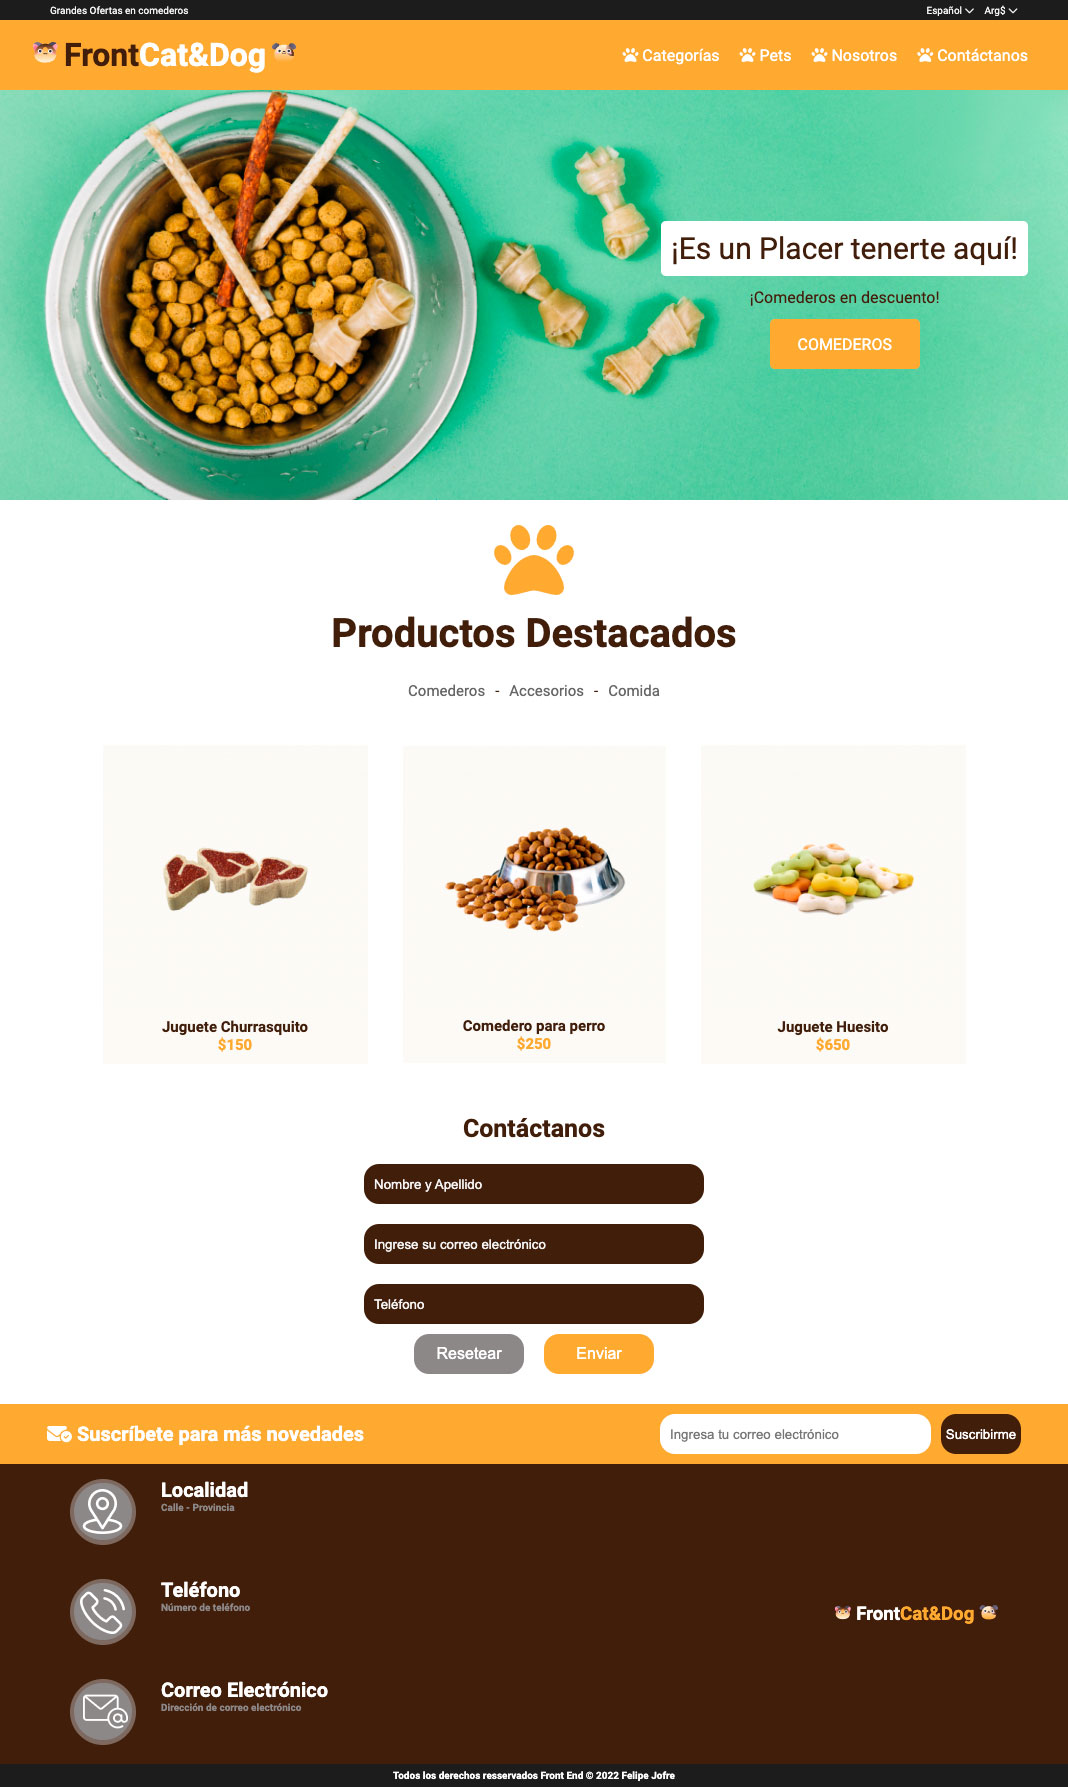 Grandes Ofertas en comederos
Español Arg$
FrontCat&Dog
Categorías Pets Nosotros Contáctanos
¡Es un Placer tenerte aquí!
¡Comederos en descuento!
COMEDEROS
Productos Destacados
Comederos - Accesorios - Comida
Juguete Churrasquito
$150
Comedero para perro
$250
Juguete Huesito
$650
Contáctanos
Nombre y Apellido
Ingrese su correo electrónico
Teléfono
Resetear Enviar
Suscríbete para más novedades
Ingresa tu correo electrónico Suscribirme
Localidad
Calle - Provincia
Teléfono
Número de teléfono
Correo Electrónico
Dirección de correo electrónico
FrontCat&Dog
Todos los derechos resservados Front End © 2022 Felipe Jofre